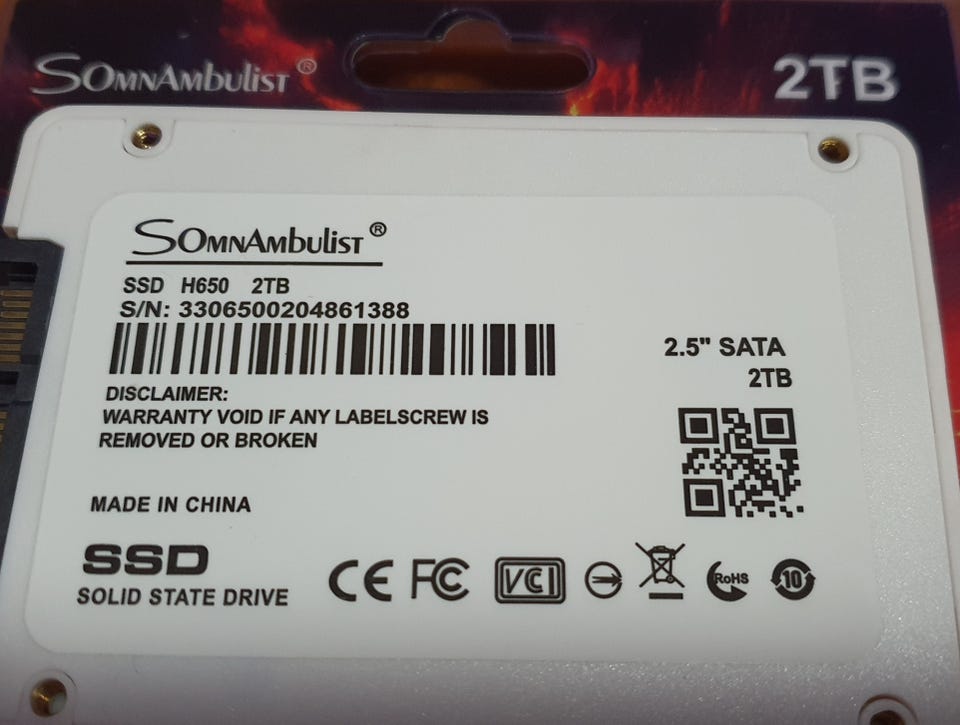 SOMNAMBULIST®
2TB
SOMNAMBULIST®
SSD H650 2TB
S/N: 3306500204861388
DISCLAIMER:
WARRANTY VOID IF ANY LABELSCREW IS
REMOVED OR BROKEN
2.5" SATA
2TB
MADE IN CHINA
SSD
SOLID STATE DRIVE
CE FC VCI RoHS 10